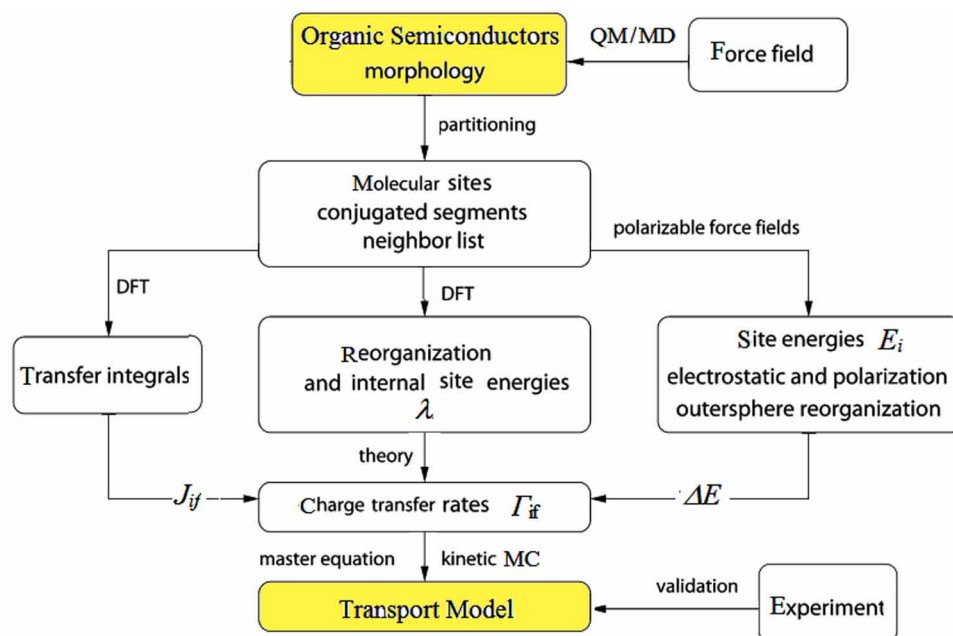 Organic Semiconductors
morphology
QM/MD
Force field
partitioning
Molecular sites
conjugated segments
neighbor list
polarizable force fields
DFT
DFT
Transfer integrals
Reorganization
and internal site energies
λ
Site energies E_i
electrostatic and polarization
outersphere reorganization
theory
J_if
Charge transfer rates Γ_if
ΔE
master equation
kinetic MC
validation
Transport Model
Experiment